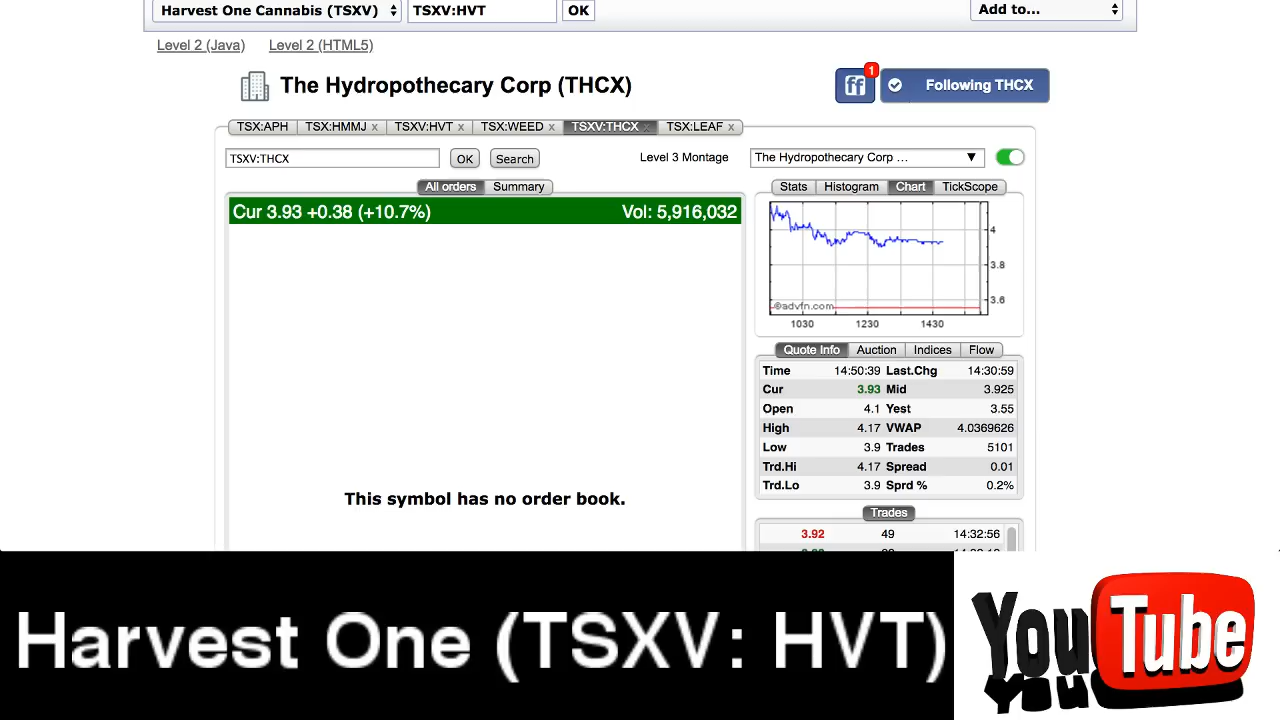 Harvest One Cannabis (TSXV) TSXV:HVT OK Add to...
Level 2 (Java) Level 2 (HTML5)
The Hydropothecary Corp (THCX)
ff 1 Following THCX
TSX:APH TSX:HMMJ x TSXV:HVT x TSX:WEED x TSXV:THCX x TSX:LEAF x
TSXV:THCX OK Search Level 3 Montage The Hydropothecary Corp ...
All orders Summary
Stats Histogram Chart TickScope
Cur 3.93 +0.38 (+10.7%) Vol: 5,916,032
4
3.8
3.6
©advfn.com
1030 1230 1430
Quote Info Auction Indices Flow
Time 14:50:39 Last.Chg 14:30:59
Cur 3.93 Mid 3.925
Open 4.1 Yest 3.55
High 4.17 VWAP 4.0369626
Low 3.9 Trades 5101
Trd.Hi 4.17 Spread 0.01
Trd.Lo 3.9 Sprd % 0.2%
This symbol has no order book.
Trades
3.92 49 14:32:56
Harvest One (TSXV: HVT)
YouTube